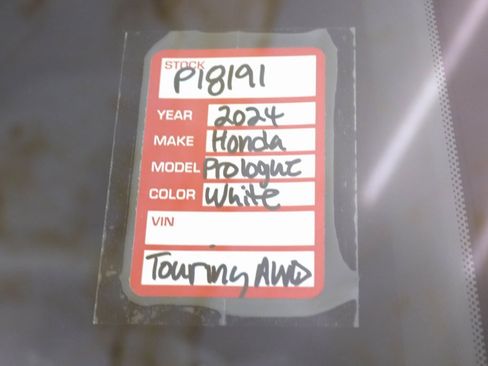 STOCK
P18191
YEAR 2024
MAKE Honda
MODEL Prologue
COLOR White
VIN
Touring AWD